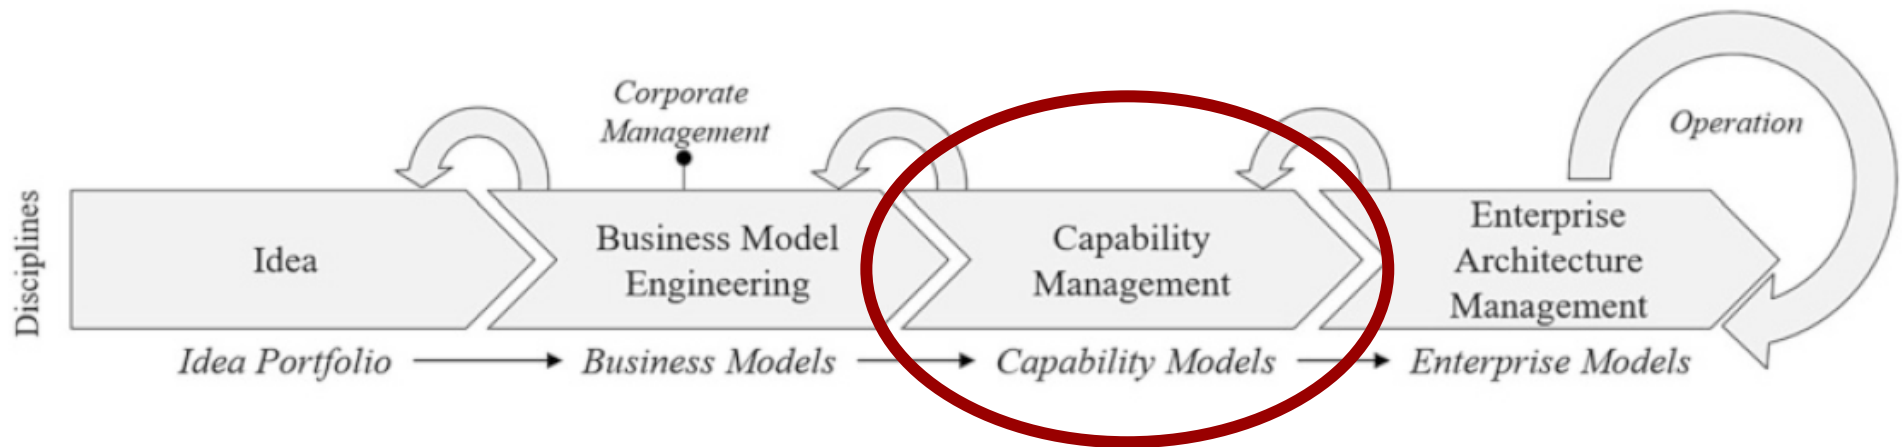 Corporate
Management
Operation
Disciplines
Idea
Business Model
Engineering
Capability
Management
Enterprise
Architecture
Management
Idea Portfolio
Business Models
Capability Models
Enterprise Models